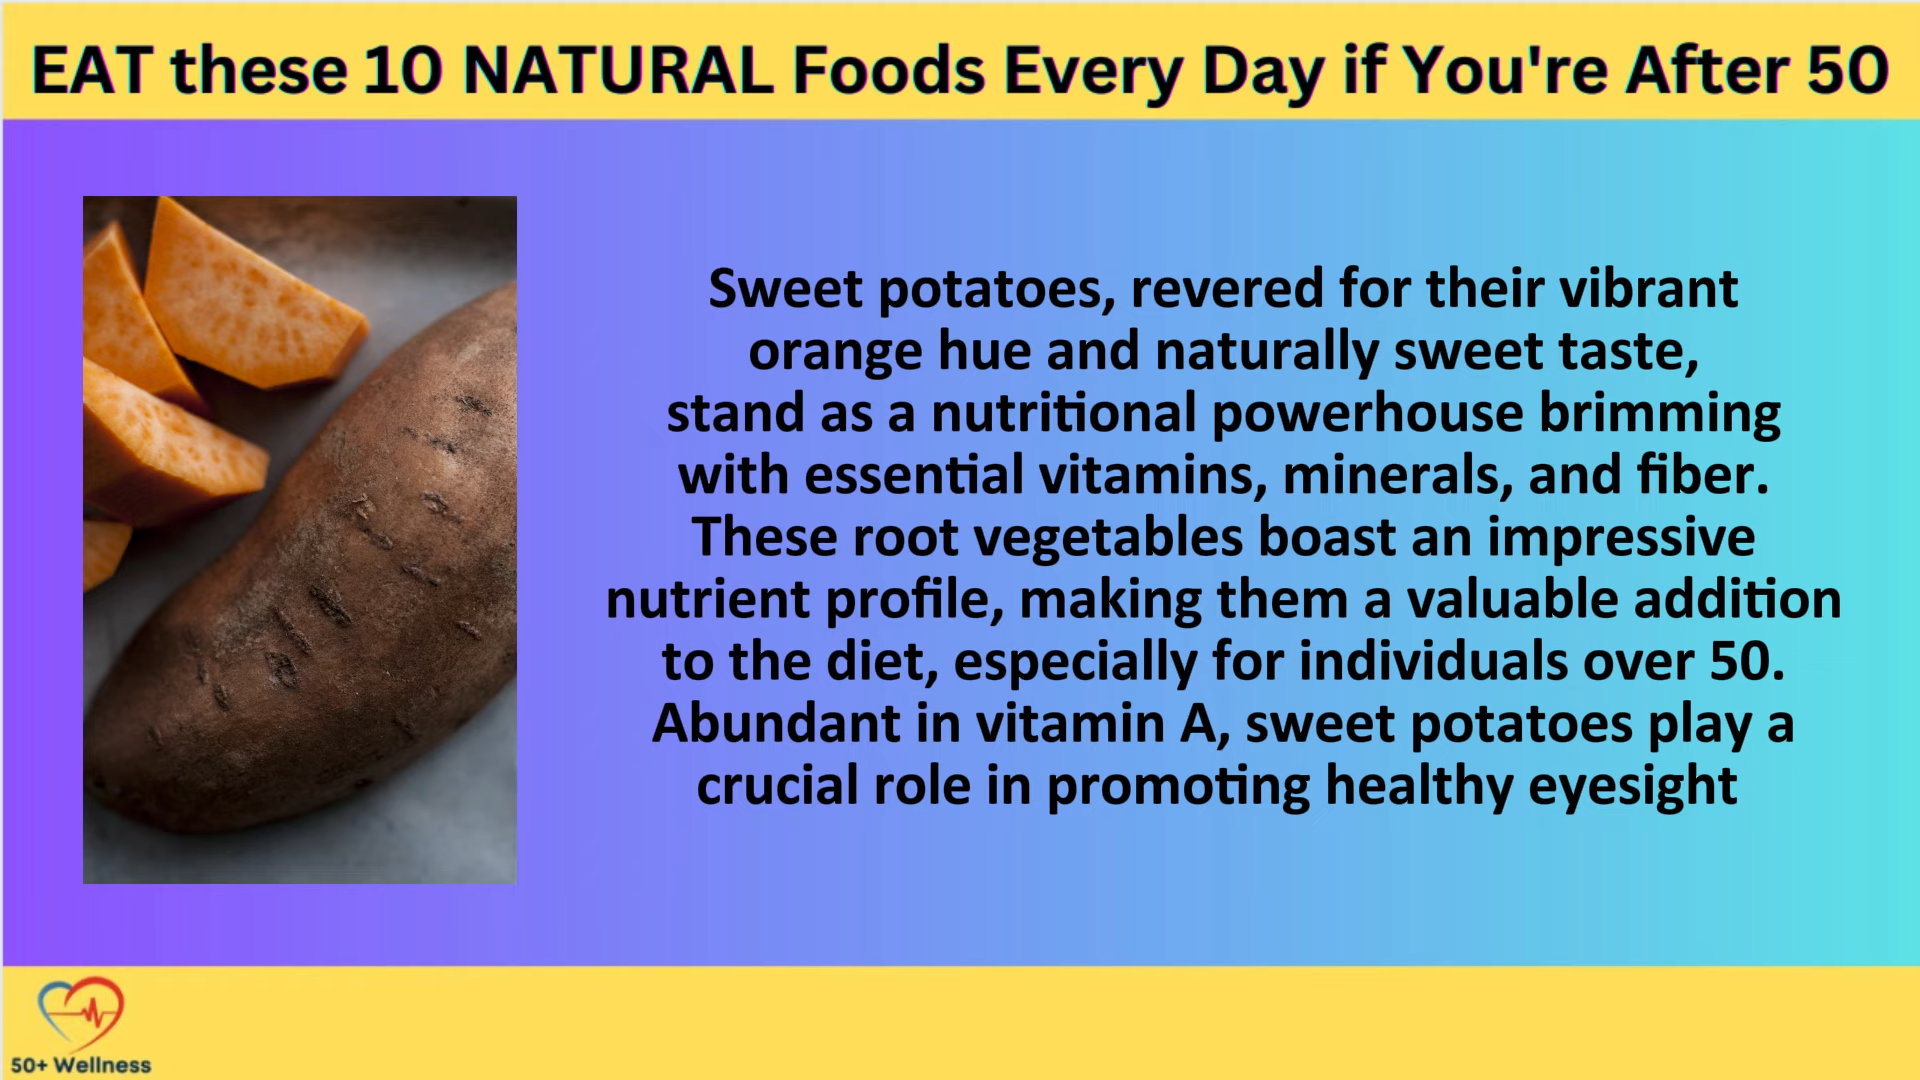 EAT these 10 NATURAL Foods Every Day if You're After 50
Sweet potatoes, revered for their vibrant
orange hue and naturally sweet taste,
stand as a nutritional powerhouse brimming
with essential vitamins, minerals, and fiber.
These root vegetables boast an impressive
nutrient profile, making them a valuable addition
to the diet, especially for individuals over 50.
Abundant in vitamin A, sweet potatoes play a
crucial role in promoting healthy eyesight
50+ Wellness